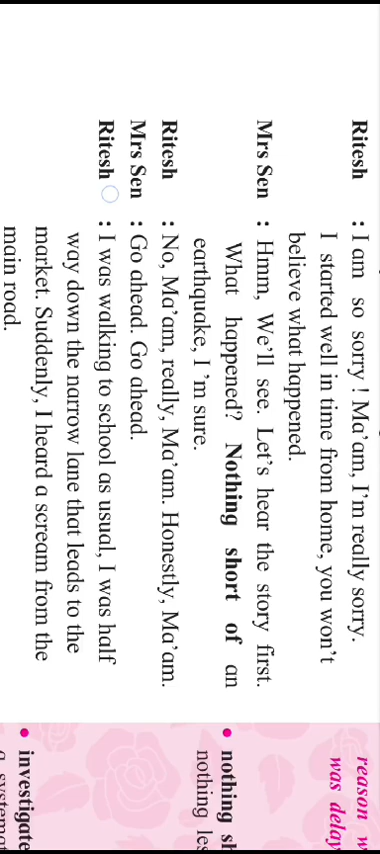 Ritesh : I am so sorry ! Ma'am, I'm really sorry.
I started well in time from home, you won't
believe what happened.
Mrs Sen : Hmm, We'll see. Let's hear the story first.
What happened? Nothing short of an
earthquake, I 'm sure.
Ritesh : No, Ma'am, really, Ma'am. Honestly, Ma'am.
Mrs Sen : Go ahead. Go ahead.
Ritesh : I was walking to school as usual, I was half
way down the narrow lane that leads to the
market. Suddenly, I heard a scream from the
main road.
reason
was delay
• nothing
nothing
• investigate
a